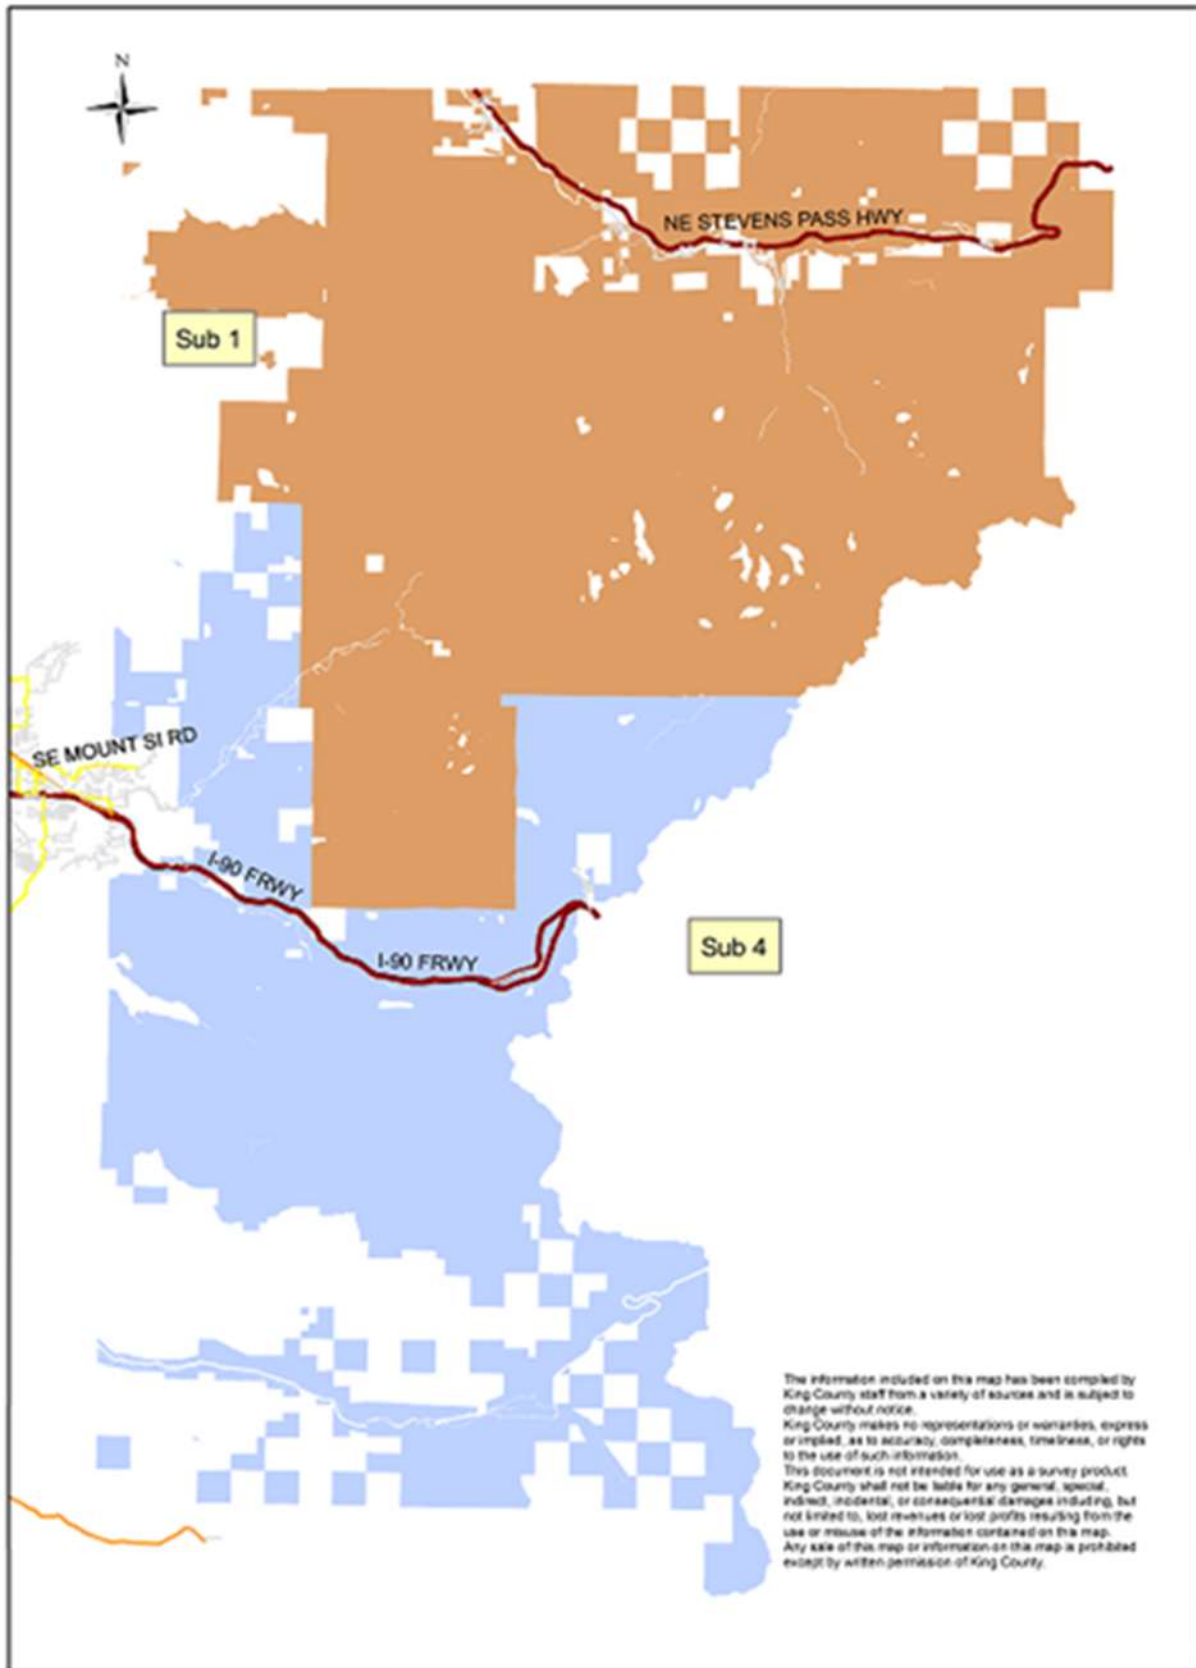 N
NE STEVENS PASS HWY
Sub 1
SE MOUNT SI RD
I-90 FRWY
I-90 FRWY
Sub 4
The information included on this map has been compiled by
King County staff from a variety of sources and is subject to
change without notice.
King County makes no representations or warranties, express
or implied, as to accuracy, completeness, timeliness, or rights
to the use of such information.
This document is not intended for use as a survey product.
King County shall not be liable for any general, special,
indirect, incidental, or consequential damages including, but
not limited to, lost revenues or lost profits resulting from the
use or misuse of the information contained on this map.
Any sale of this map or information on this map is prohibited
except by written permission of King County.